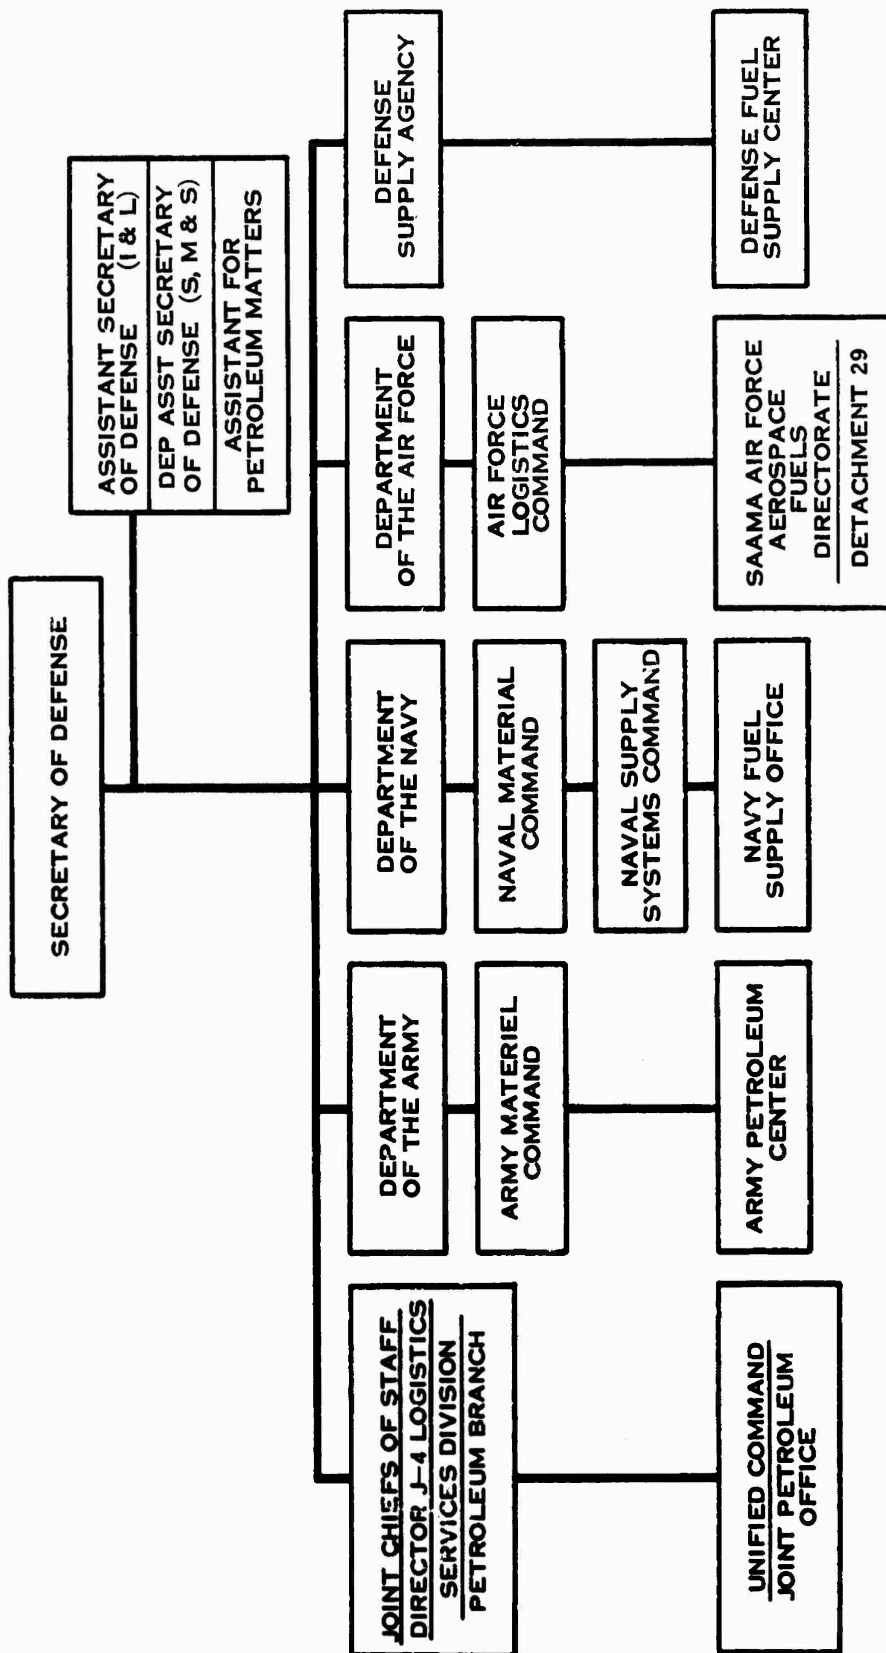 SECRETARY OF DEFENSE
ASSISTANT SECRETARY
OF DEFENSE (I & L)
DEP ASST SECRETARY
OF DEFENSE (S, M & S)
ASSISTANT FOR
PETROLEUM MATTERS
JOINT CHIEFS OF STAFF
DIRECTOR J-4 LOGISTICS
SERVICES DIVISION
PETROLEUM BRANCH
UNIFIED COMMAND
JOINT PETROLEUM
OFFICE
DEPARTMENT
OF THE ARMY
ARMY MATERIEL
COMMAND
ARMY PETROLEUM
CENTER
DEPARTMENT
OF THE NAVY
NAVAL MATERIAL
COMMAND
NAVAL SUPPLY
SYSTEMS COMMAND
NAVY FUEL
SUPPLY OFFICE
DEPARTMENT
OF THE AIR FORCE
AIR FORCE
LOGISTICS
COMMAND
SAAMA AIR FORCE
AEROSPACE
FUELS
DIRECTORATE
DETACHMENT 29
DEFENSE
SUPPLY AGENCY
DEFENSE FUEL
SUPPLY CENTER